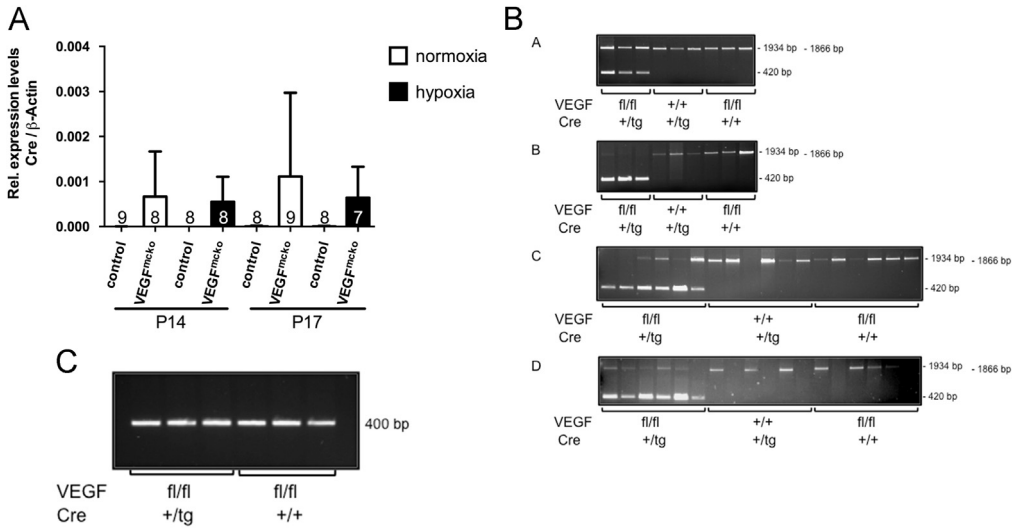 A
Rel. expression levels
Cre / β-Actin
0.004
0.003
0.002
0.001
0.000
9 8 8 8 8 9 8 7
control VEGFmcko control VEGFmcko control VEGFmcko control VEGFmcko
P14 P17
normoxia
hypoxia
B
A
- 1934 bp - 1866 bp
- 420 bp
VEGF fl/fl +/+ fl/fl
Cre +/tg +/tg +/+
B
- 1934 bp - 1866 bp
- 420 bp
VEGF fl/fl +/+ fl/fl
Cre +/tg +/tg +/+
C
- 1934 bp - 1866 bp
- 420 bp
VEGF fl/fl +/+ fl/fl
Cre +/tg +/tg +/+
D
- 1934 bp - 1866 bp
- 420 bp
VEGF fl/fl +/+ fl/fl
Cre +/tg +/tg +/+
C
400 bp
VEGF fl/fl fl/fl
Cre +/tg +/+